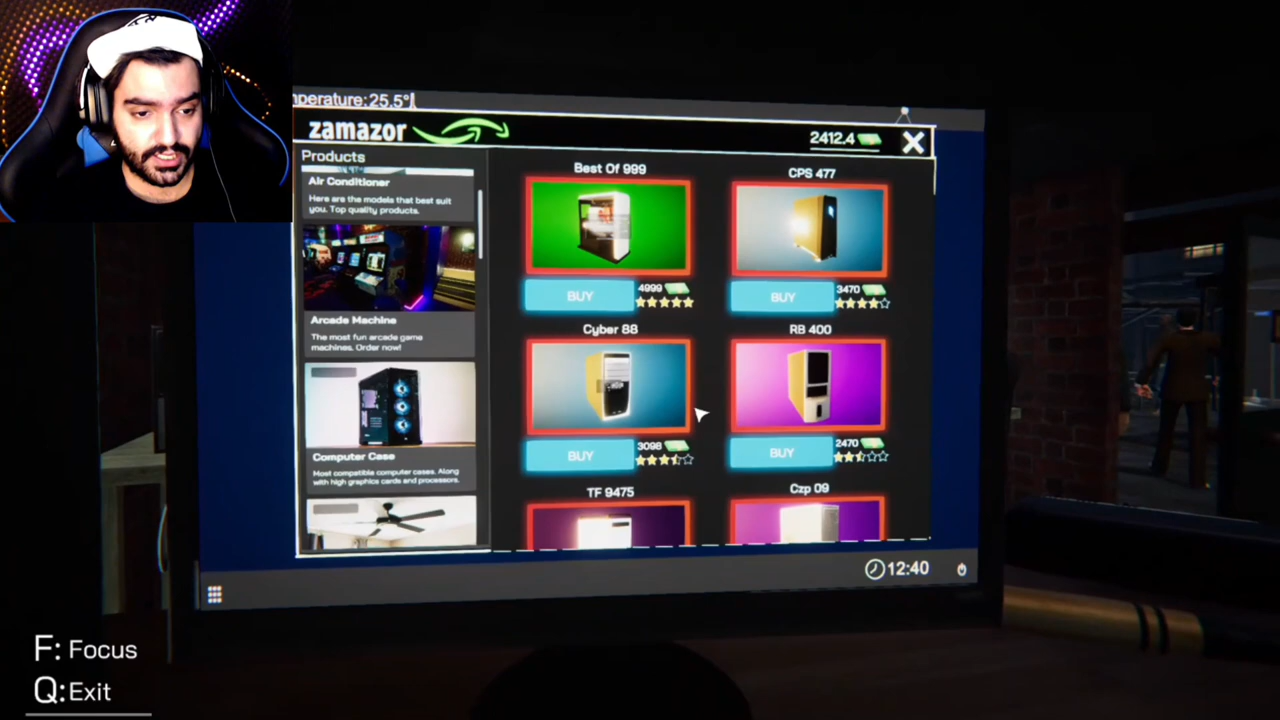 nperature:25.5°
zamazor
2412.4
Products
Air Conditioner
Here are the models that best suit
you. Top quality products.
Arcade Machine
The most fun arcade game
machines. Order now!
Computer Case
Most compatible computer cases. Along
with high graphics cards and processors.
Best Of 999
BUY
4999
CPS 477
BUY
3470
Cyber 88
BUY
3098
RB 400
BUY
2470
TF 9475
Czp 09
12:40
F: Focus
Q:Exit